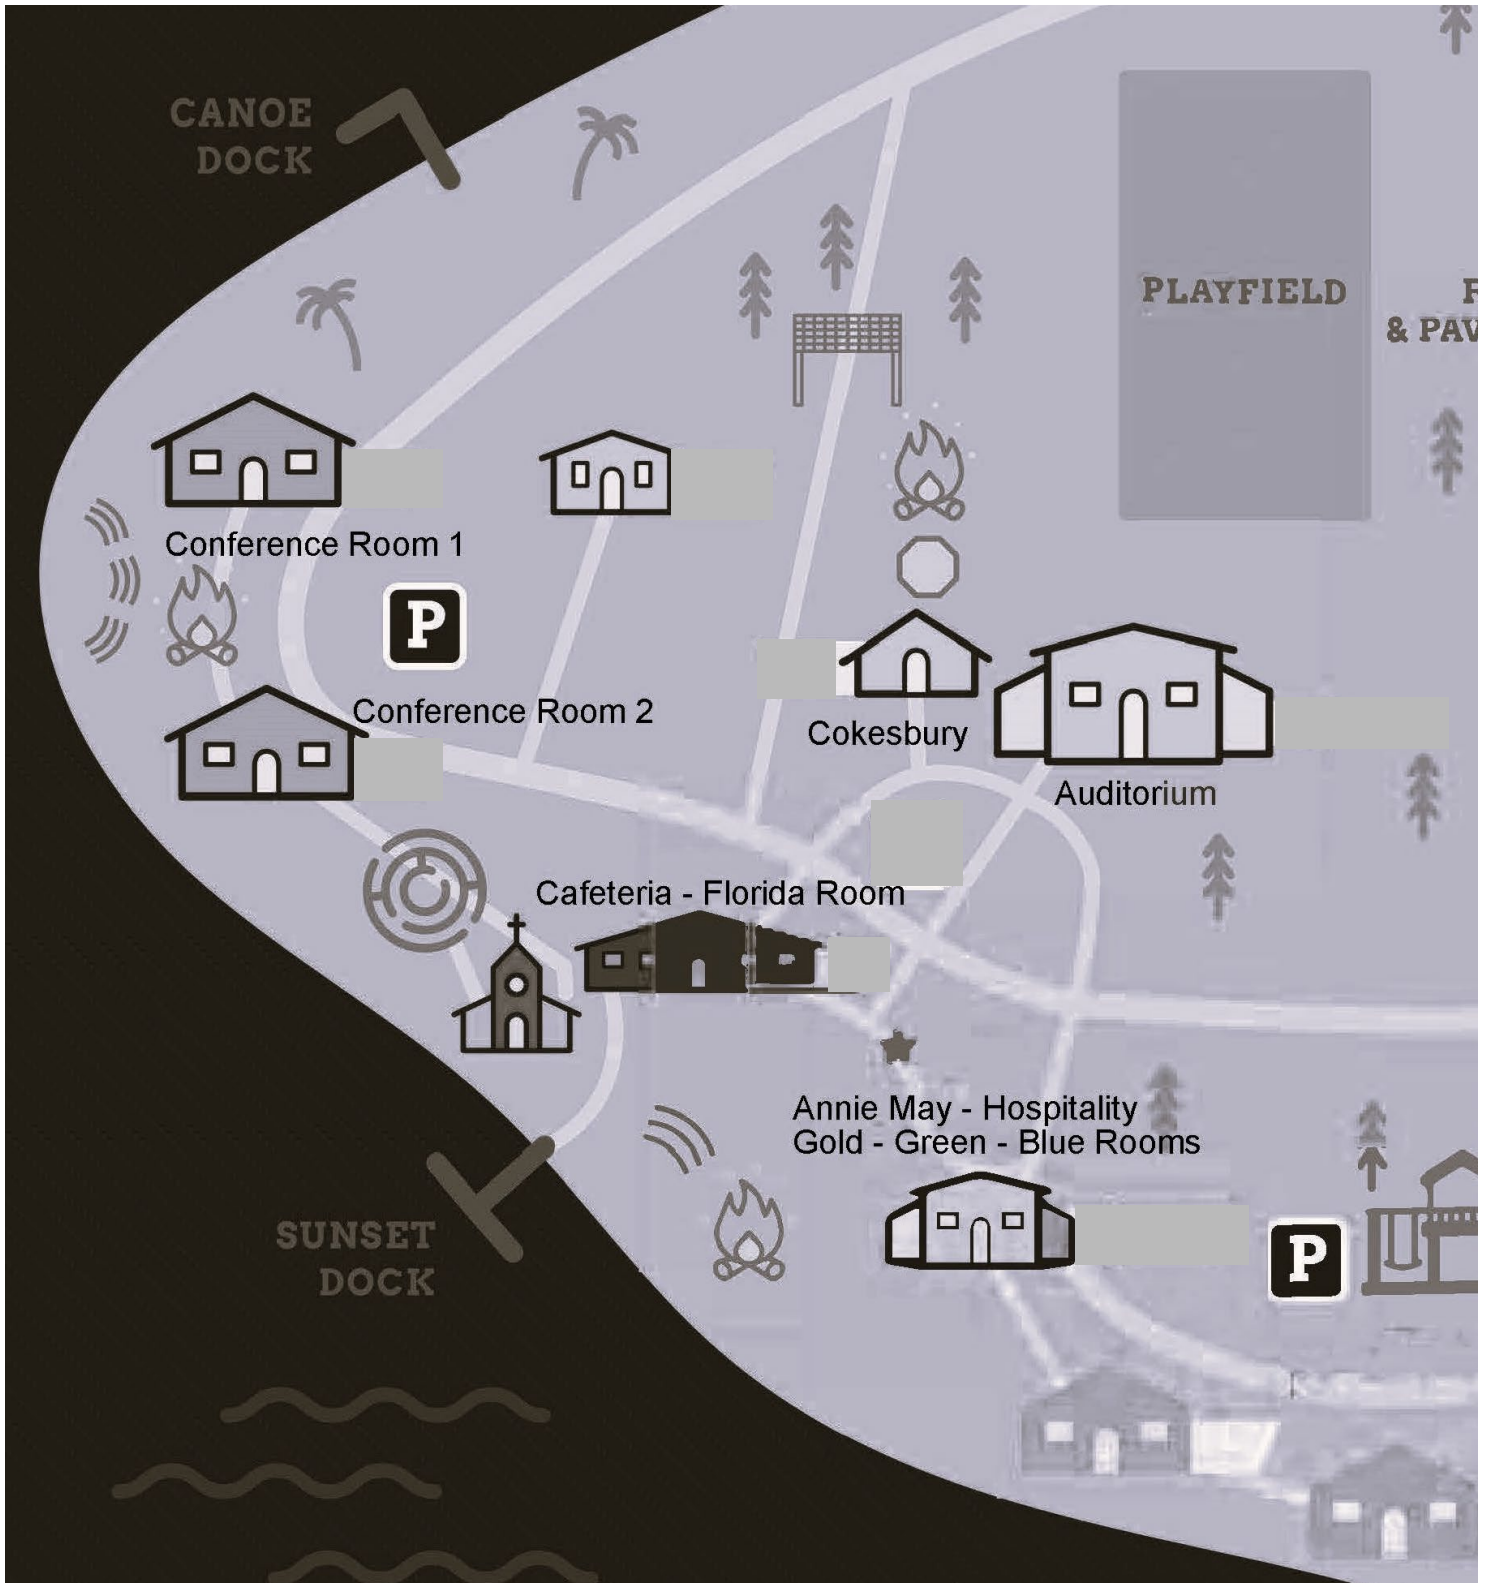 CANOE
DOCK
PLAYFIELD
& PAV
Conference Room 1
P
Conference Room 2
Cokesbury
Auditorium
Cafeteria - Florida Room
Annie May - Hospitality
Gold - Green - Blue Rooms
SUNSET
DOCK
P